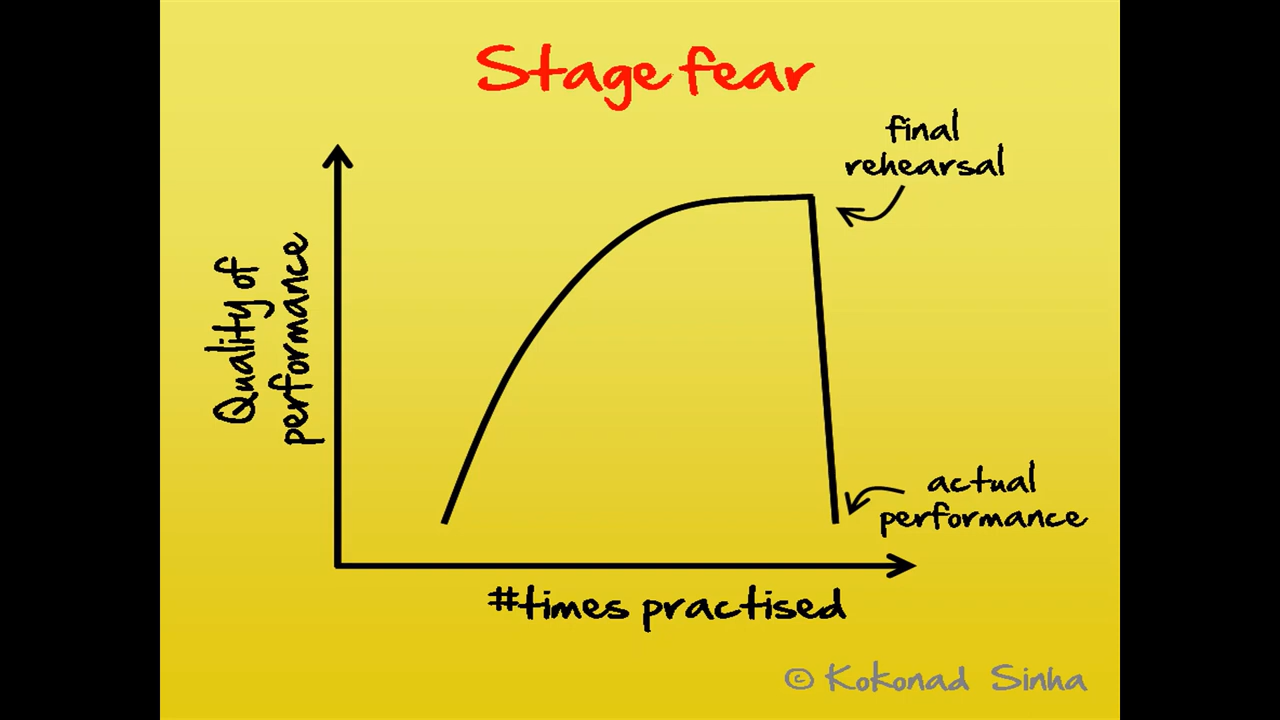 Stage fear
final
rehearsal
Quality of
performance
actual
performance
#times practised
© Kokonad Sinha